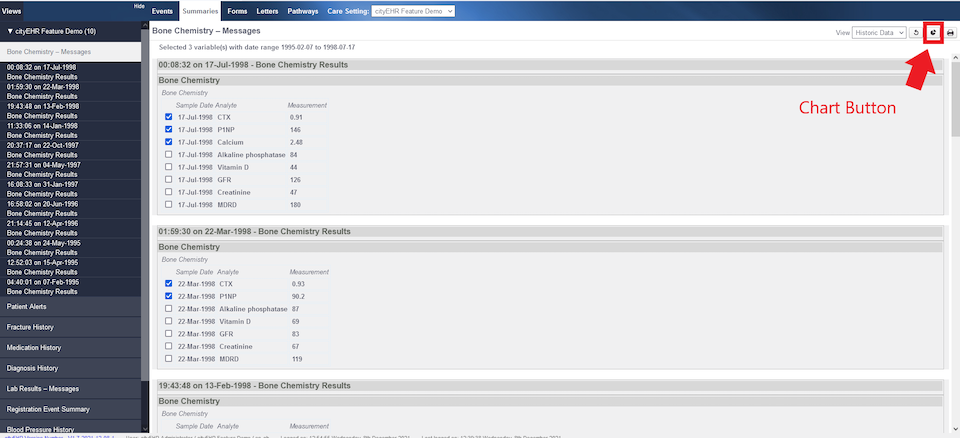 Views
Hide
Events Summaries Forms Letters Pathways Care Setting: cityEHR Feature Demo
▼ cityEHR Feature Demo (10)
Bone Chemistry – Messages
00:08:32 on 17-Jul-1998
Bone Chemistry Results
01:59:30 on 22-Mar-1998
Bone Chemistry Results
19:43:48 on 13-Feb-1998
Bone Chemistry Results
11:33:06 on 14-Jan-1998
Bone Chemistry Results
20:37:17 on 22-Oct-1997
Bone Chemistry Results
21:57:31 on 04-May-1997
Bone Chemistry Results
16:08:33 on 31-Jan-1997
Bone Chemistry Results
16:58:02 on 20-Jun-1996
Bone Chemistry Results
21:14:45 on 12-Apr-1996
Bone Chemistry Results
00:24:38 on 24-May-1995
Bone Chemistry Results
12:52:03 on 15-Apr-1995
Bone Chemistry Results
04:40:01 on 07-Feb-1995
Bone Chemistry Results
Patient Alerts
Fracture History
Medication History
Diagnosis History
Lab Results – Messages
Registration Event Summary
Blood Pressure History
Bone Chemistry – Messages
View Historic Data
Selected 3 variable(s) with date range 1995-02-07 to 1998-07-17
Chart Button
00:08:32 on 17-Jul-1998 - Bone Chemistry Results
Bone Chemistry
Bone Chemistry
Sample Date Analyte Measurement
17-Jul-1998 CTX 0.91
17-Jul-1998 P1NP 146
17-Jul-1998 Calcium 2.48
17-Jul-1998 Alkaline phosphatase 84
17-Jul-1998 Vitamin D 44
17-Jul-1998 GFR 126
17-Jul-1998 Creatinine 47
17-Jul-1998 MDRD 180
01:59:30 on 22-Mar-1998 - Bone Chemistry Results
Bone Chemistry
Bone Chemistry
Sample Date Analyte Measurement
22-Mar-1998 CTX 0.93
22-Mar-1998 P1NP 90.2
22-Mar-1998 Alkaline phosphatase 87
22-Mar-1998 Vitamin D 69
22-Mar-1998 GFR 83
22-Mar-1998 Creatinine 67
22-Mar-1998 MDRD 119
19:43:48 on 13-Feb-1998 - Bone Chemistry Results
Bone Chemistry
Bone Chemistry
Sample Date Analyte Measurement